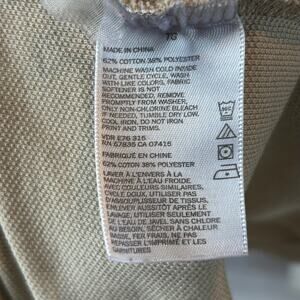 TG
MADE IN CHINA
62% COTTON 38% POLYESTER
MACHINE WASH COLD INSIDE
OUT, GENTLE CYCLE, WASH
WITH LIKE COLORS, FABRIC
SOFTENER IS NOT
RECOMMENDED, REMOVE
PROMPTLY FROM WASHER,
ONLY NON-CHLORINE BLEACH
IF NEEDED, TUMBLE DRY LOW,
COOL IRON, DO NOT IRON
PRINT AND TRIMS.
VDR E76 315
RN 67835 CA 07415
FABRIQUÉ EN CHINE
62% COTON 38% POLYESTER
LAVER À L'ENVERS À LA
MACHINE À L'EAU FROIDE
AVEC COULEURS SIMILAIRES,
CYCLE DOUX, UTILISER PAS
D'ASSOUPLISSEUR DE TISSUS,
ENLEVER AUSSITÔT APRÈS LE
LAVAGE, UTILISER SEULEMENT
DE L'EAU DE JAVEL SANS CHLORE
AU BESOIN, SÉCHER À CHALEUR
BASSE, FER FRAIS, NE PAS
REPASSER L'IMPRIMÉ ET LES
GARNITURES